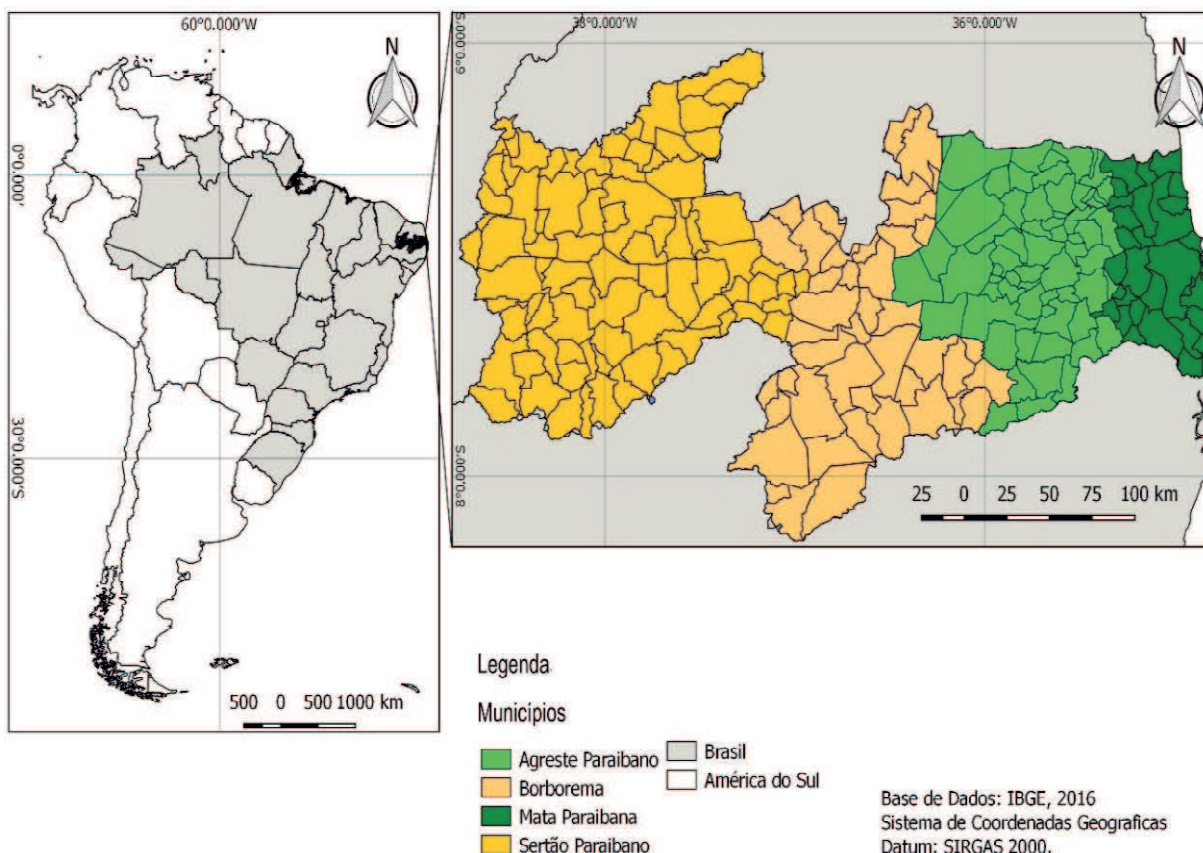 60°0.000'W
N
0°0.000'
30°0.000'S
500 0 500 1000 km
38°0.000'W
36°0.000'W
6°0.000'S
N
8°0.000'S
25 0 25 50 75 100 km
Legenda
Municípios
Agreste Paraibano
Borborema
Mata Paraibana
Sertão Paraibano
Brasil
América do Sul
Base de Dados: IBGE, 2016
Sistema de Coordenadas Geograficas
Datum: SIRGAS 2000.